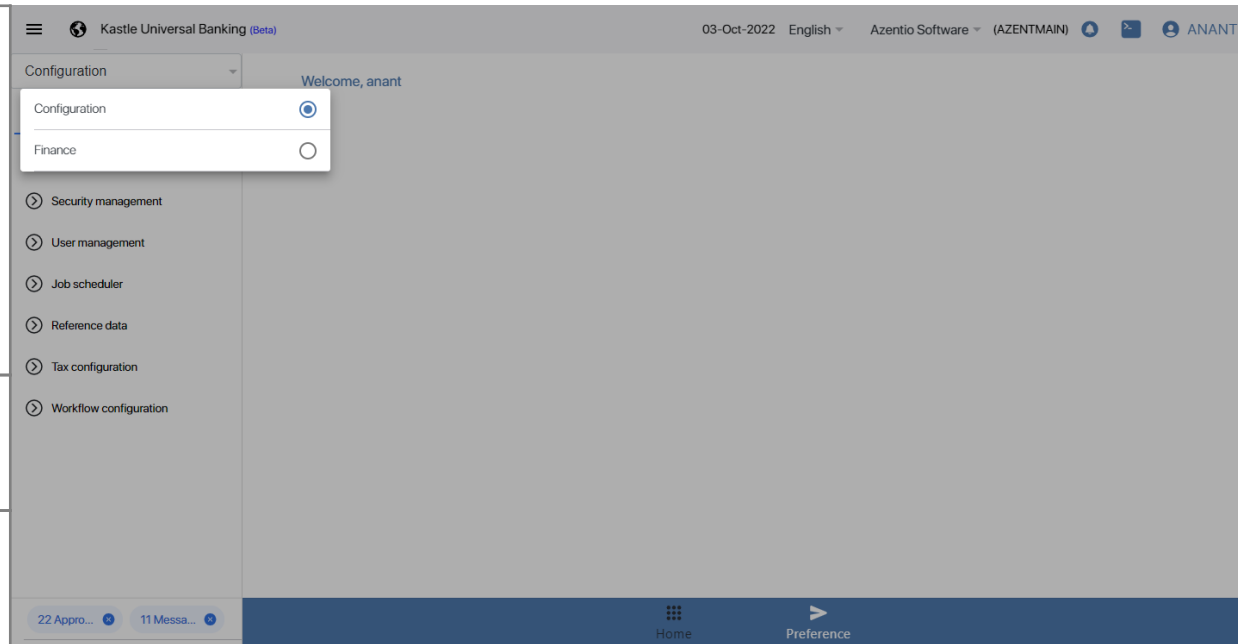 Kastle Universal Banking (Beta)
03-Oct-2022 English Azentio Software (AZENTMAIN) ANANT
Configuration
Welcome, anant
Configuration
Finance
Security management
User management
Job scheduler
Reference data
Tax configuration
Workflow configuration
22 Appro... 11 Messa...
Home Preference